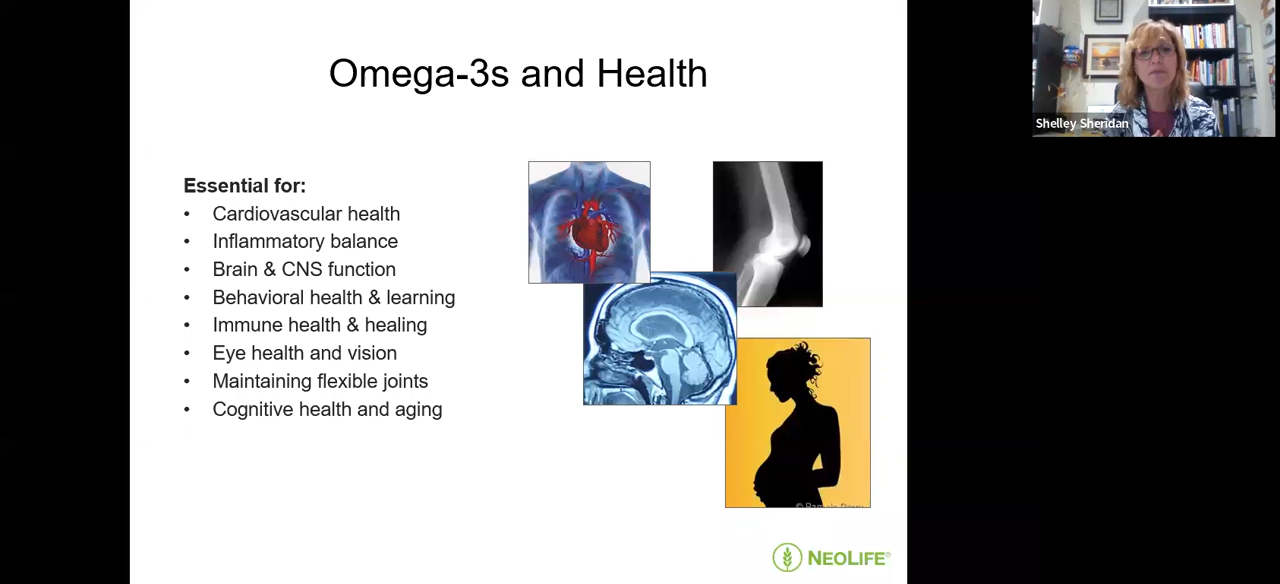 Omega-3s and Health
Essential for:
• Cardiovascular health
• Inflammatory balance
• Brain & CNS function
• Behavioral health & learning
• Immune health & healing
• Eye health and vision
• Maintaining flexible joints
• Cognitive health and aging
NEOLIFE®
Shelley Sheridan